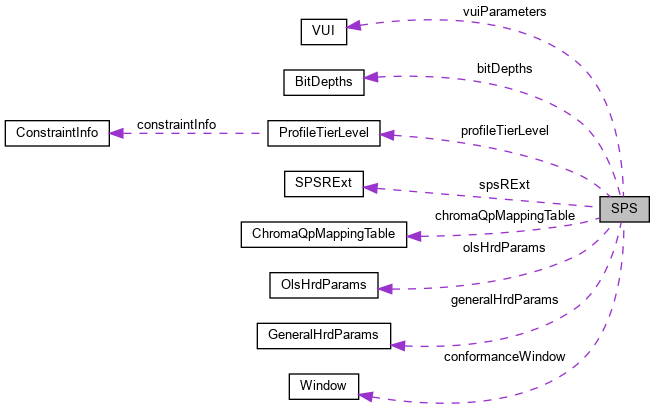 vuiParameters
VUI
bitDepths
BitDepths
constraintInfo
profileTierLevel
ConstraintInfo
ProfileTierLevel
SPSRExt
spsRExt
SPS
chromaQpMappingTable
ChromaQpMappingTable
olsHrdParams
OlsHrdParams
generalHrdParams
GeneralHrdParams
conformanceWindow
Window